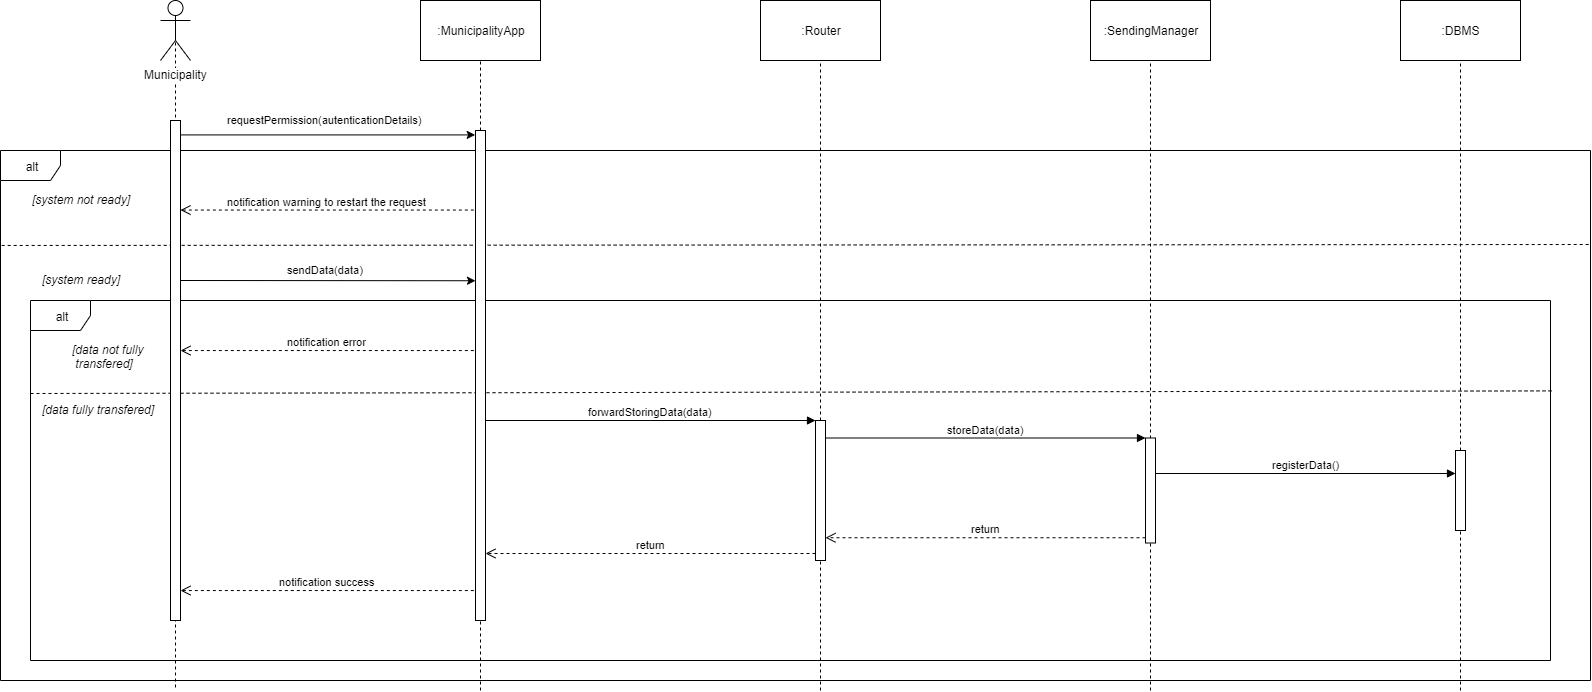 Municipality
:MunicipalityApp
:Router
:SendingManager
:DBMS
requestPermission(autenticationDetails)
alt
[system not ready]
notification warning to restart the request
[system ready]
sendData(data)
alt
[data not fully
transfered]
notification error
[data fully transfered]
forwardStoringData(data)
storeData(data)
registerData()
return
return
notification success